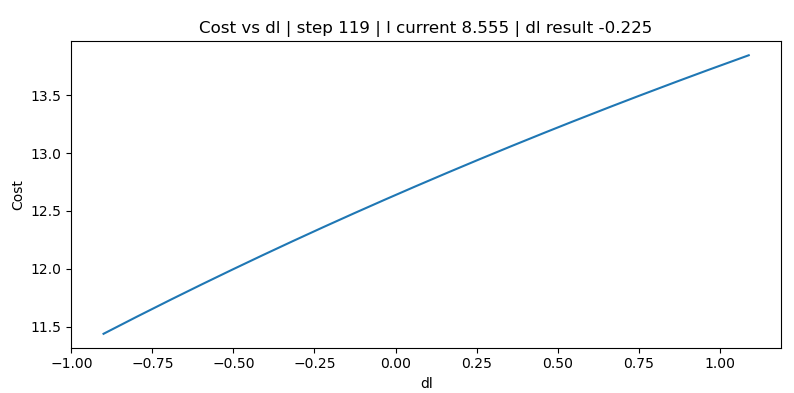 Cost vs dl | step 119 | l current 8.555 | dl result -0.225
Cost
13.5
13.0
12.5
12.0
11.5
−1.00 −0.75 −0.50 −0.25 0.00 0.25 0.50 0.75 1.00
dl